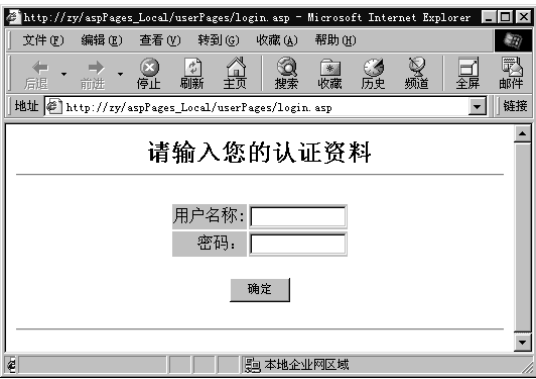 http://zy/aspPages_Local/userPages/login.asp - Microsoft Internet Explorer
文件(F) 编辑(E) 查看(V) 转到(G) 收藏(A) 帮助(H)
后退 前进 停止 刷新 主页 搜索 收藏 历史 频道 全屏 邮件
地址 http://zy/aspPages_Local/userPages/login.asp 链接
请输入您的认证资料
用户名称:
密码:
确定
本地企业网区域